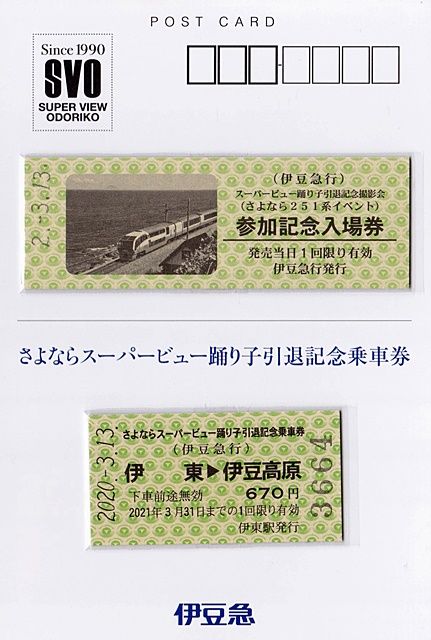 POST CARD
Since 1990
SVO
SUPER VIEW
ODORIKO
2.-3.13.
(伊豆急行)
スーパービュー踊り子引退記念撮影会
(さよなら251系イベント)
参加記念入場券
発売当日1回限り有効
伊豆急行発行
さよならスーパービュー踊り子引退記念乗車券
2020.-3.13
さよならスーパービュー踊り子引退記念乗車券
(伊豆急行)
伊 東▶伊豆高原
下車前途無効 670円
2021年3月31日までの1回限り有効
伊東駅発行
3664
伊豆急